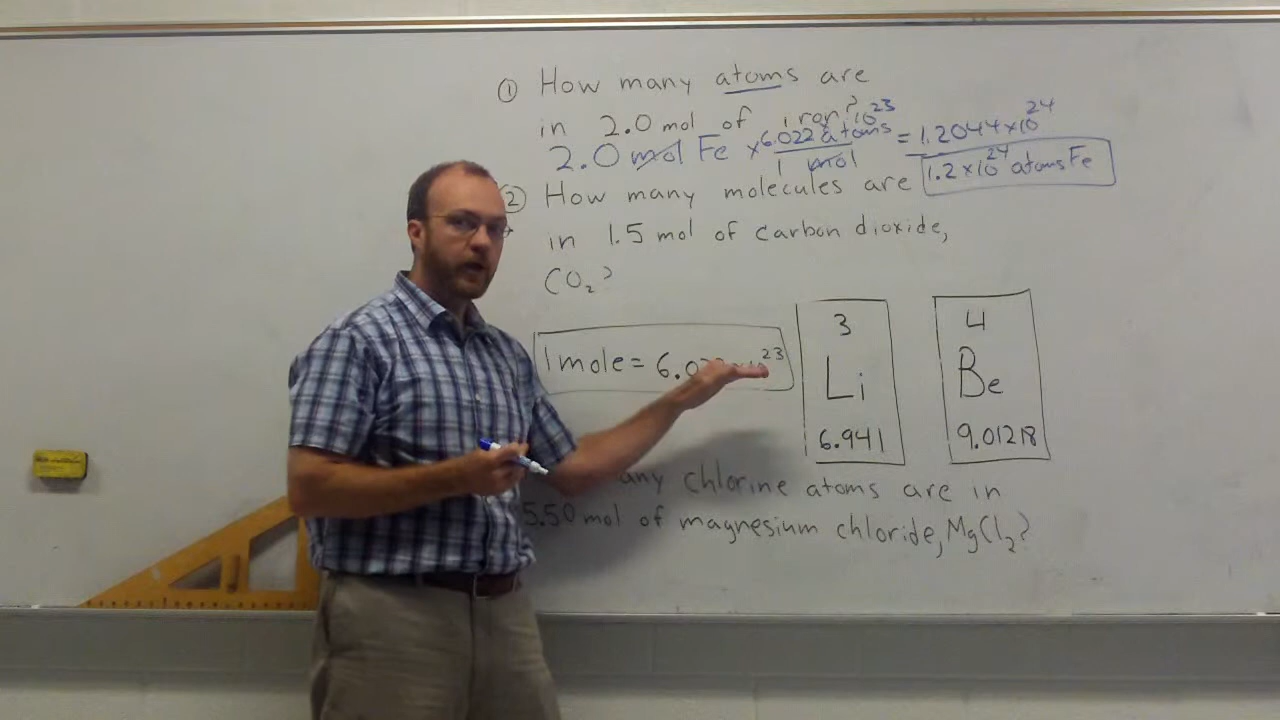 ① How many atoms are
in 2.0 mol of iron?
2.0 mol Fe × 6.022 × 10²³ atoms / 1 mol = 1.2044×10²⁴
1.2×10²⁴ atoms Fe
② How many molecules are
in 1.5 mol of carbon dioxide,
CO₂?
1 mole = 6.022×10²³
3
Li
6.941
4
Be
9.01218
any chlorine atoms are in
5.50 mol of magnesium chloride, MgCl₂?